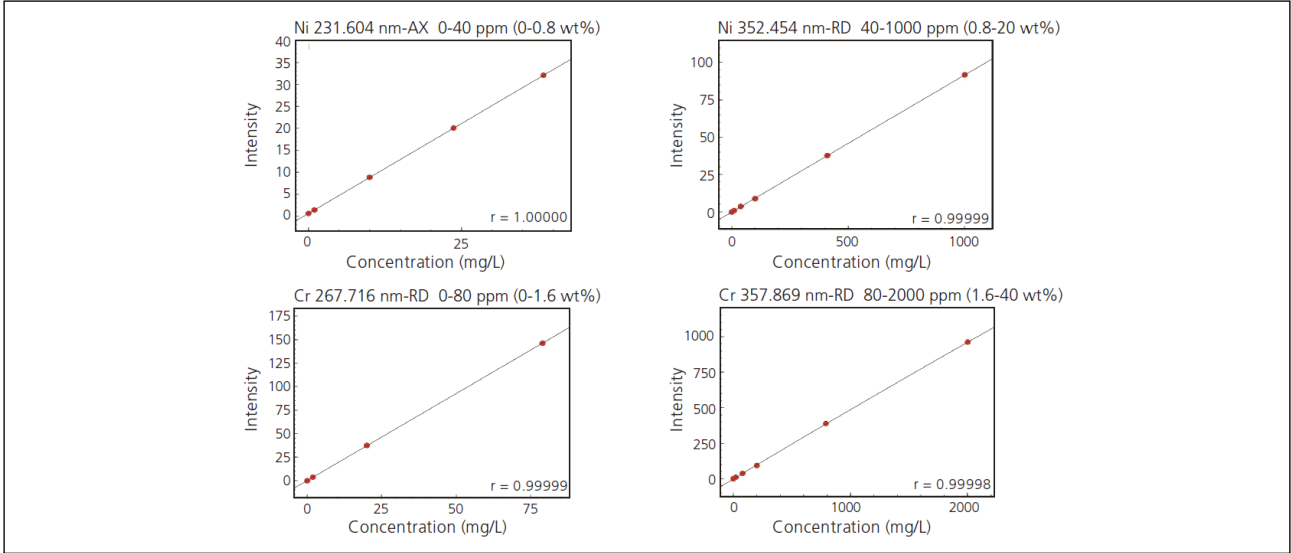 Ni 231.604 nm-AX 0-40 ppm (0-0.8 wt%)
40
35
30
25
20
15
10
5
0
Intensity
r = 1.00000
0 25
Concentration (mg/L)
Ni 352.454 nm-RD 40-1000 ppm (0.8-20 wt%)
100
75
50
25
0
Intensity
r = 0.99999
0 500 1000
Concentration (mg/L)
Cr 267.716 nm-RD 0-80 ppm (0-1.6 wt%)
175
150
125
100
75
50
25
0
Intensity
r = 0.99999
0 25 50 75
Concentration (mg/L)
Cr 357.869 nm-RD 80-2000 ppm (1.6-40 wt%)
1000
750
500
250
0
Intensity
r = 0.99998
0 1000 2000
Concentration (mg/L)